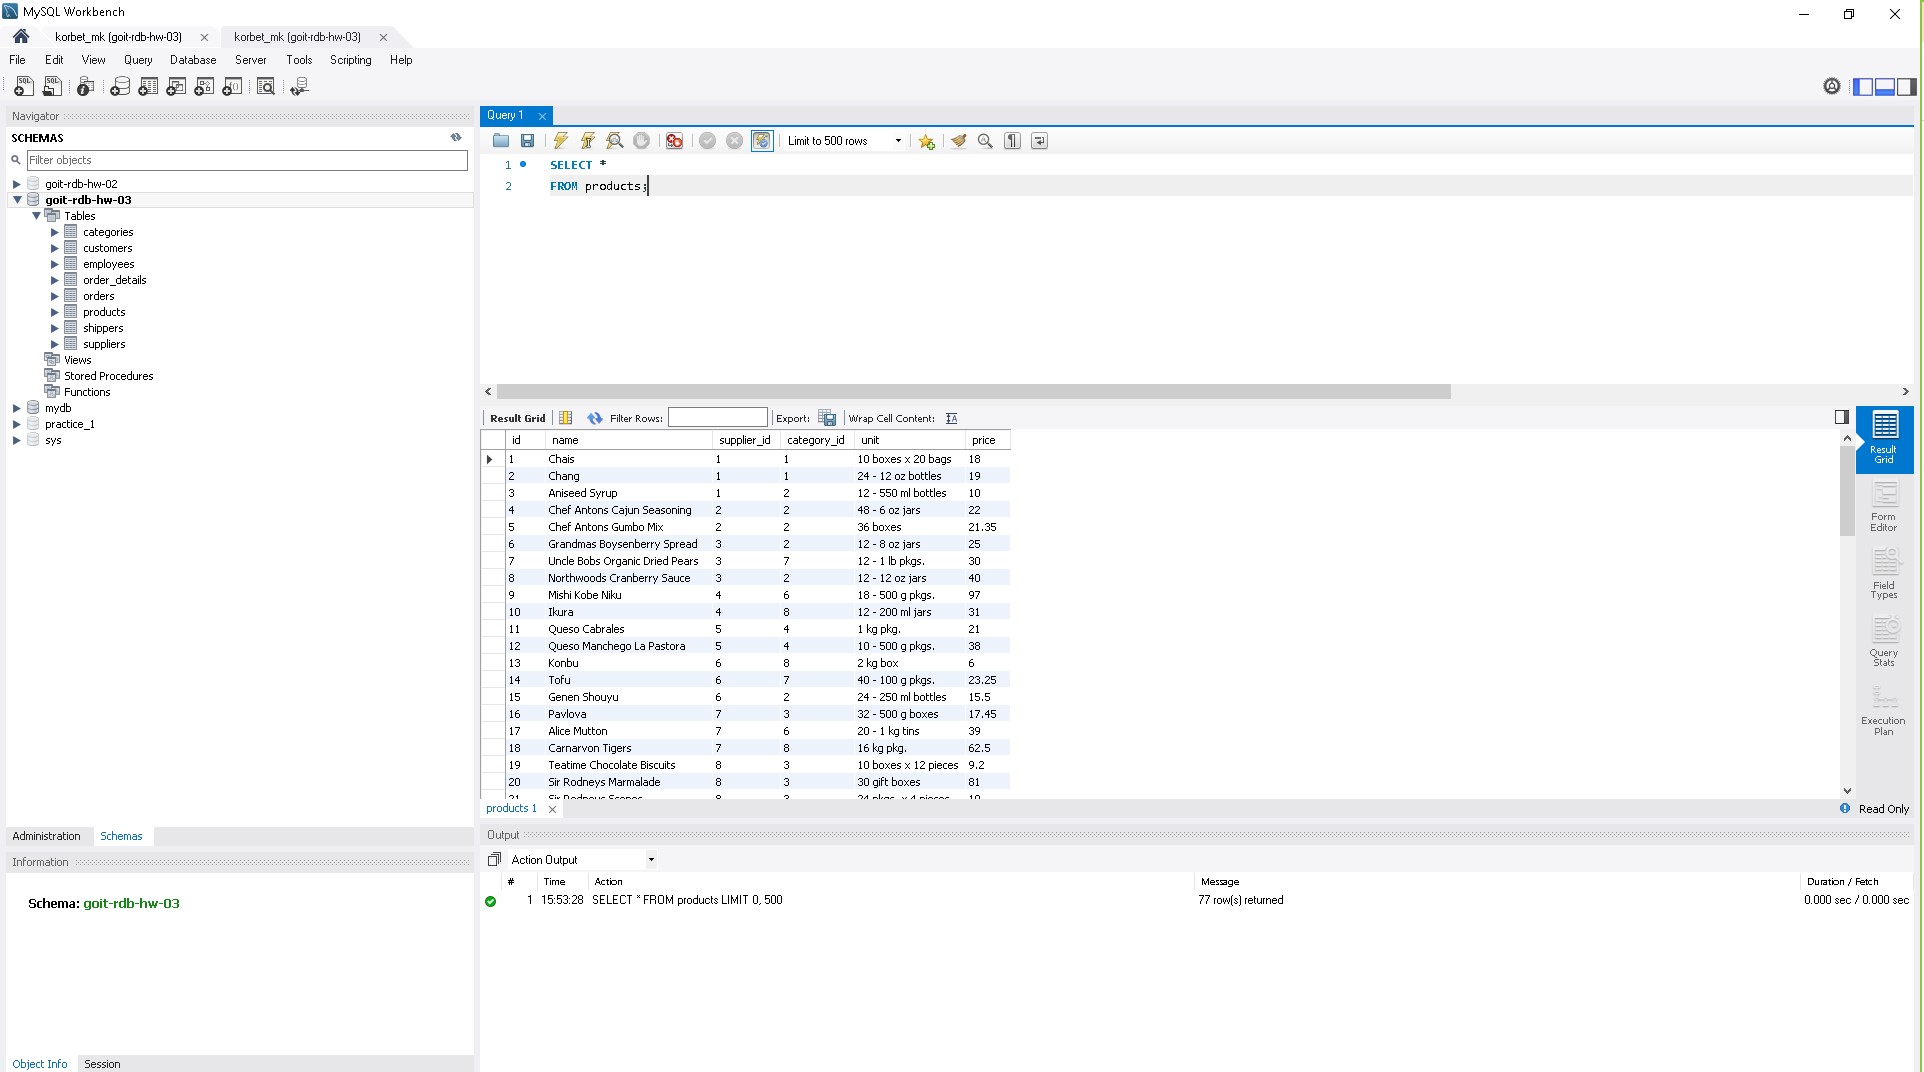 MySQL Workbench
korbet_mk (goit-rdb-hw-03) korbet_mk (goit-rdb-hw-03)
File Edit View Query Database Server Tools Scripting Help
Navigator
SCHEMAS
Filter objects
goit-rdb-hw-02
goit-rdb-hw-03
Tables
categories
customers
employees
order_details
orders
products
shippers
suppliers
Views
Stored Procedures
Functions
mydb
practice_1
sys
Administration Schemas
Information
Schema: goit-rdb-hw-03
Object Info Session
Query 1
Limit to 500 rows
1 SELECT *
2 FROM products;
Result Grid Filter Rows: Export: Wrap Cell Content:
id name supplier_id category_id unit price
1 Chais 1 1 10 boxes x 20 bags 18
2 Chang 1 1 24 - 12 oz bottles 19
3 Aniseed Syrup 1 2 12 - 550 ml bottles 10
4 Chef Antons Cajun Seasoning 2 2 48 - 6 oz jars 22
5 Chef Antons Gumbo Mix 2 2 36 boxes 21.35
6 Grandmas Boysenberry Spread 3 2 12 - 8 oz jars 25
7 Uncle Bobs Organic Dried Pears 3 7 12 - 1 lb pkgs. 30
8 Northwoods Cranberry Sauce 3 2 12 - 12 oz jars 40
9 Mishi Kobe Niku 4 6 18 - 500 g pkgs. 97
10 Ikura 4 8 12 - 200 ml jars 31
11 Queso Cabrales 5 4 1 kg pkg. 21
12 Queso Manchego La Pastora 5 4 10 - 500 g pkgs. 38
13 Konbu 6 8 2 kg box 6
14 Tofu 6 7 40 - 100 g pkgs. 23.25
15 Genen Shouyu 6 2 24 - 250 ml bottles 15.5
16 Pavlova 7 3 32 - 500 g boxes 17.45
17 Alice Mutton 7 6 20 - 1 kg tins 39
18 Carnarvon Tigers 7 8 16 kg pkg. 62.5
19 Teatime Chocolate Biscuits 8 3 10 boxes x 12 pieces 9.2
20 Sir Rodneys Marmalade 8 3 30 gift boxes 81
21 Sir Rodneys Scones 8 3 24 pkgs. x 4 pieces 10
Result Grid
Form Editor
Field Types
Query Stats
Execution Plan
products 1
Read Only
Output
Action Output
# Time Action Message Duration / Fetch
1 15:53:28 SELECT * FROM products LIMIT 0, 500 77 row(s) returned 0.000 sec / 0.000 sec